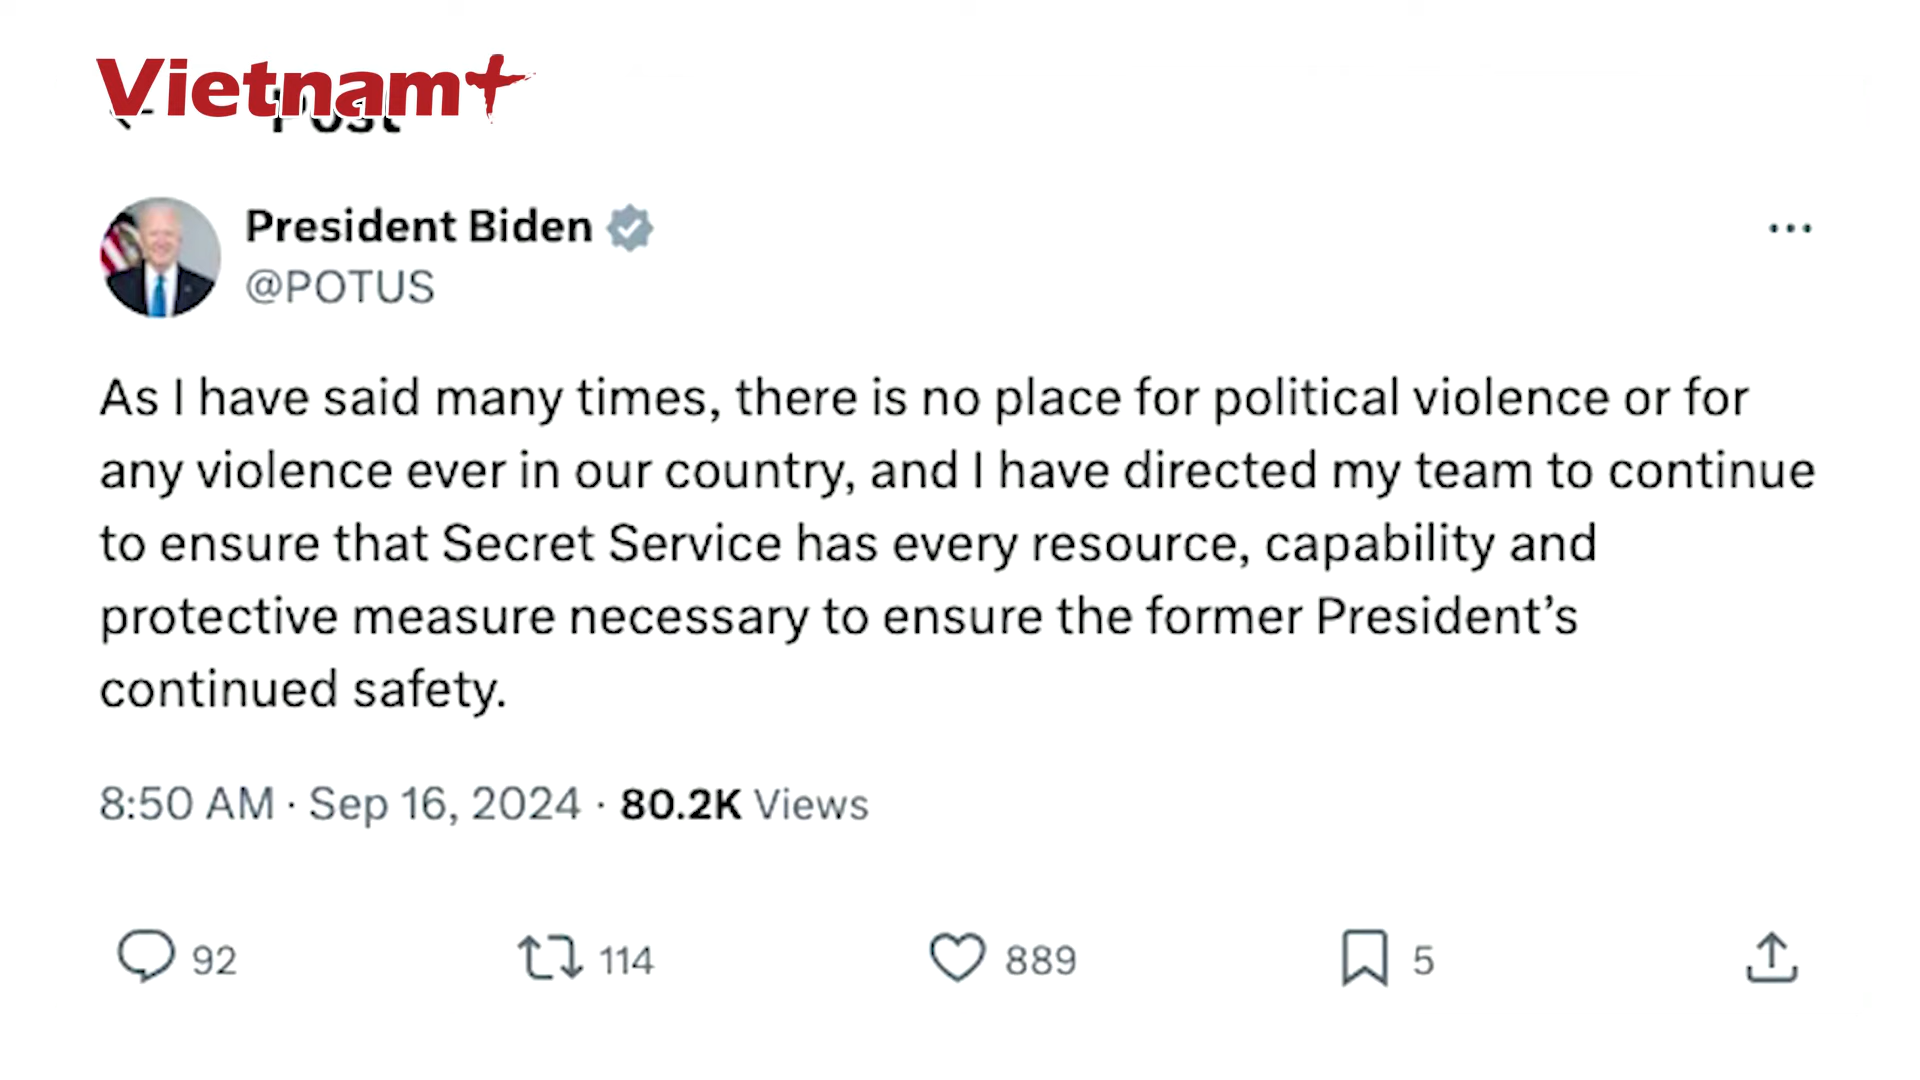 Vietnam+
Post
President Biden
@POTUS
As I have said many times, there is no place for political violence or for
any violence ever in our country, and I have directed my team to continue
to ensure that Secret Service has every resource, capability and
protective measure necessary to ensure the former President’s
continued safety.
8:50 AM · Sep 16, 2024 · 80.2K Views
92 114 889 5